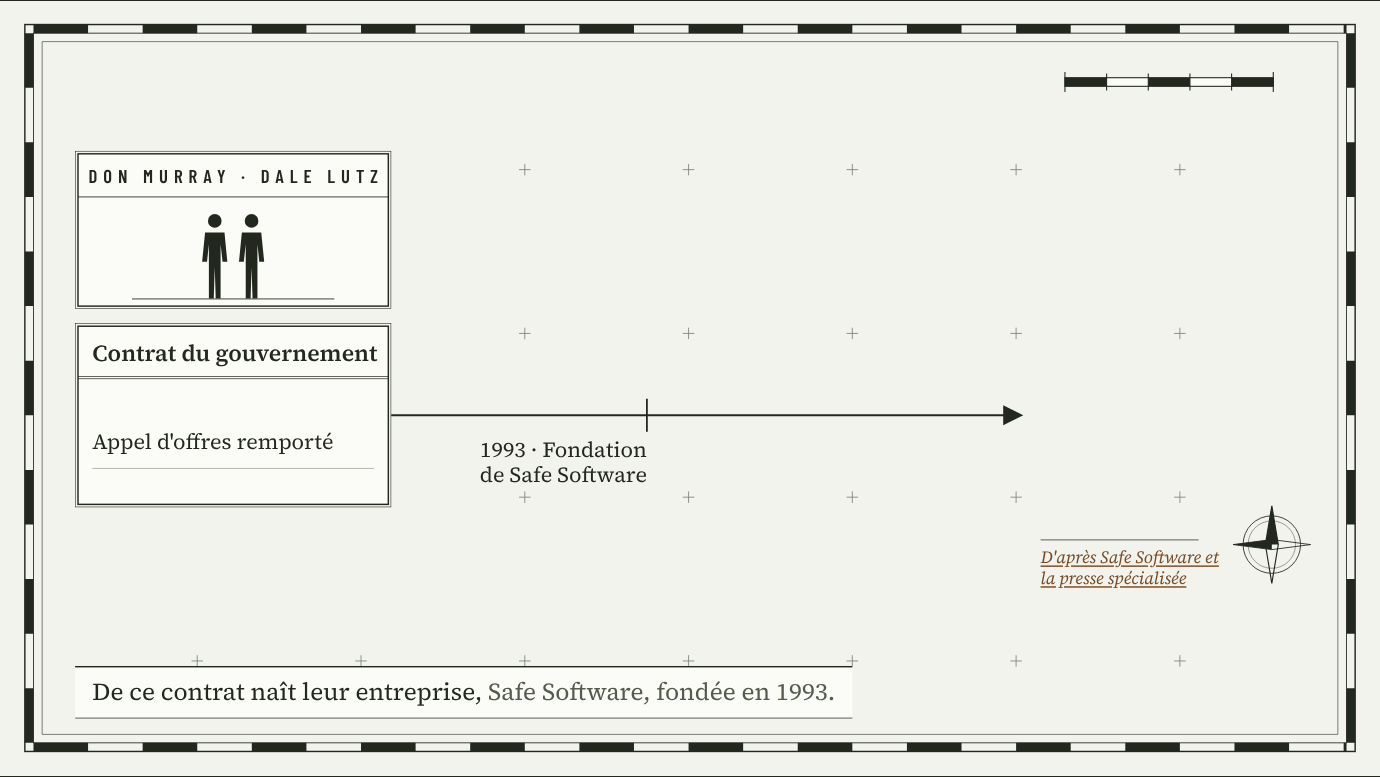 DON MURRAY · DALE LUTZ
Contrat du gouvernement
Appel d'offres remporté
1993 · Fondation
de Safe Software
D'après Safe Software et
la presse spécialisée
De ce contrat naît leur entreprise, Safe Software, fondée en 1993.